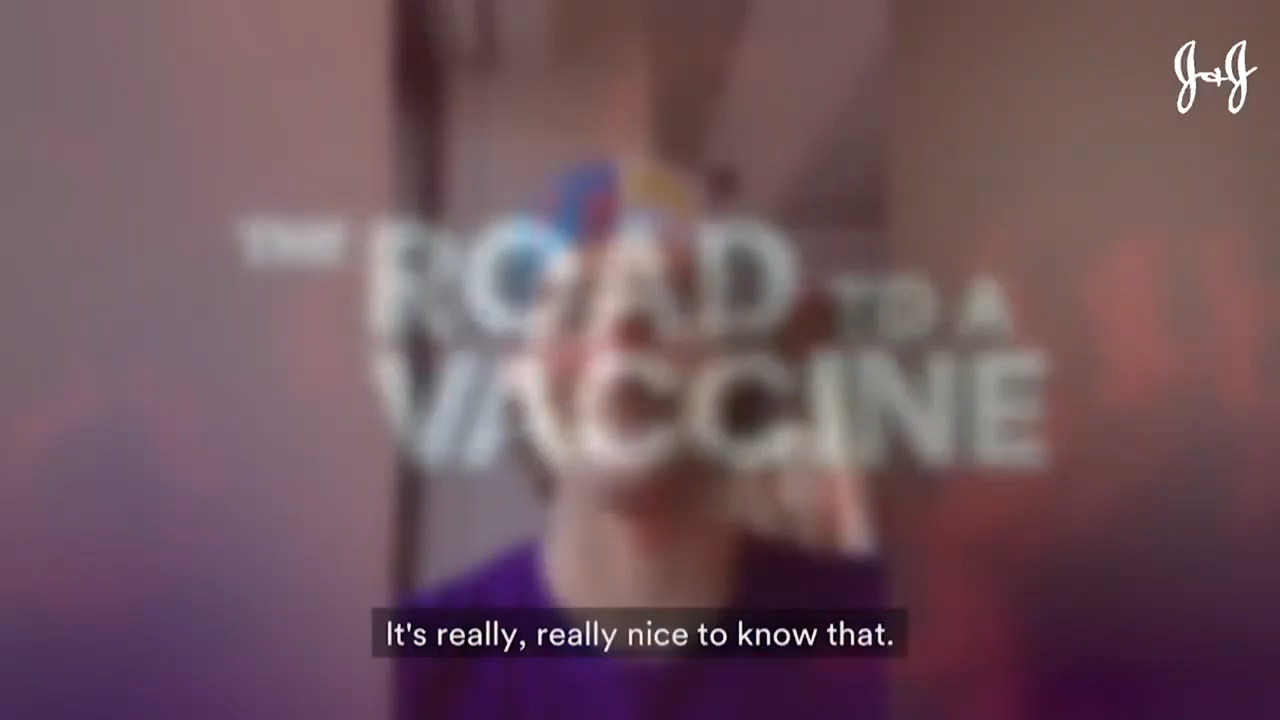 J&J
THE ROAD TO A
VACCINE
It's really, really nice to know that.